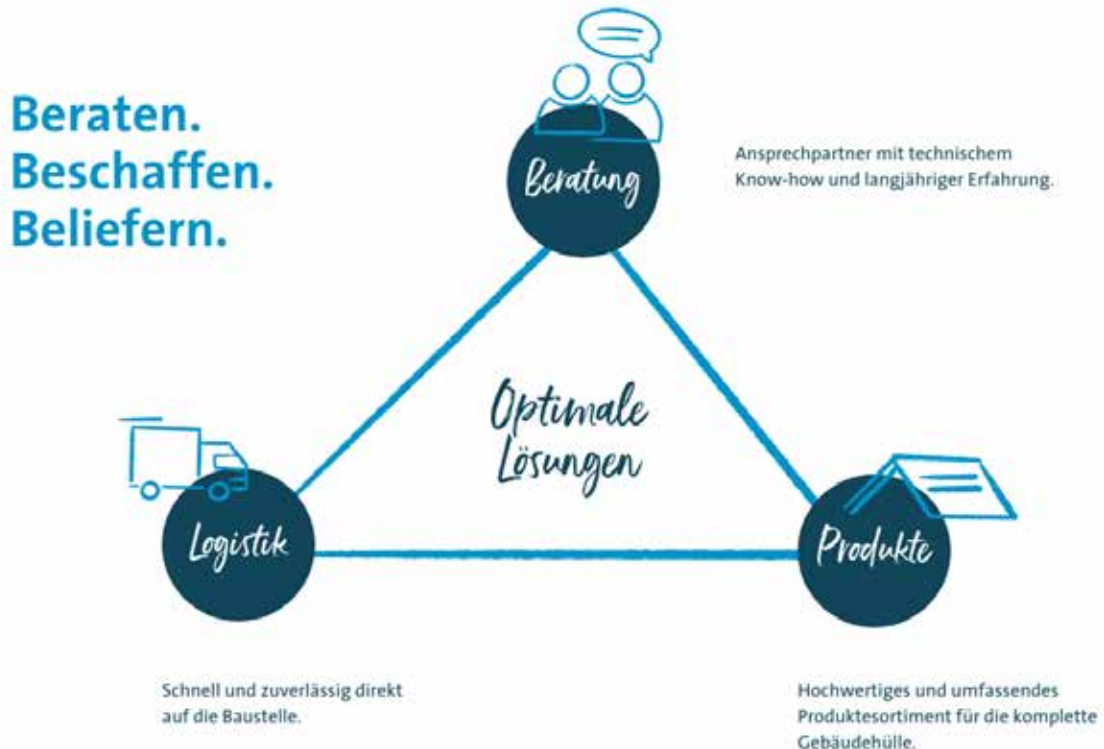 Beraten.
Beschaffen.
Beliefern.
Beratung
Ansprechpartner mit technischem
Know-how und langjähriger Erfahrung.
Optimale
Lösungen
Logistik
Produkte
Schnell und zuverlässig direkt
auf die Baustelle.
Hochwertiges und umfassendes
Produktesortiment für die komplette
Gebäudehülle.